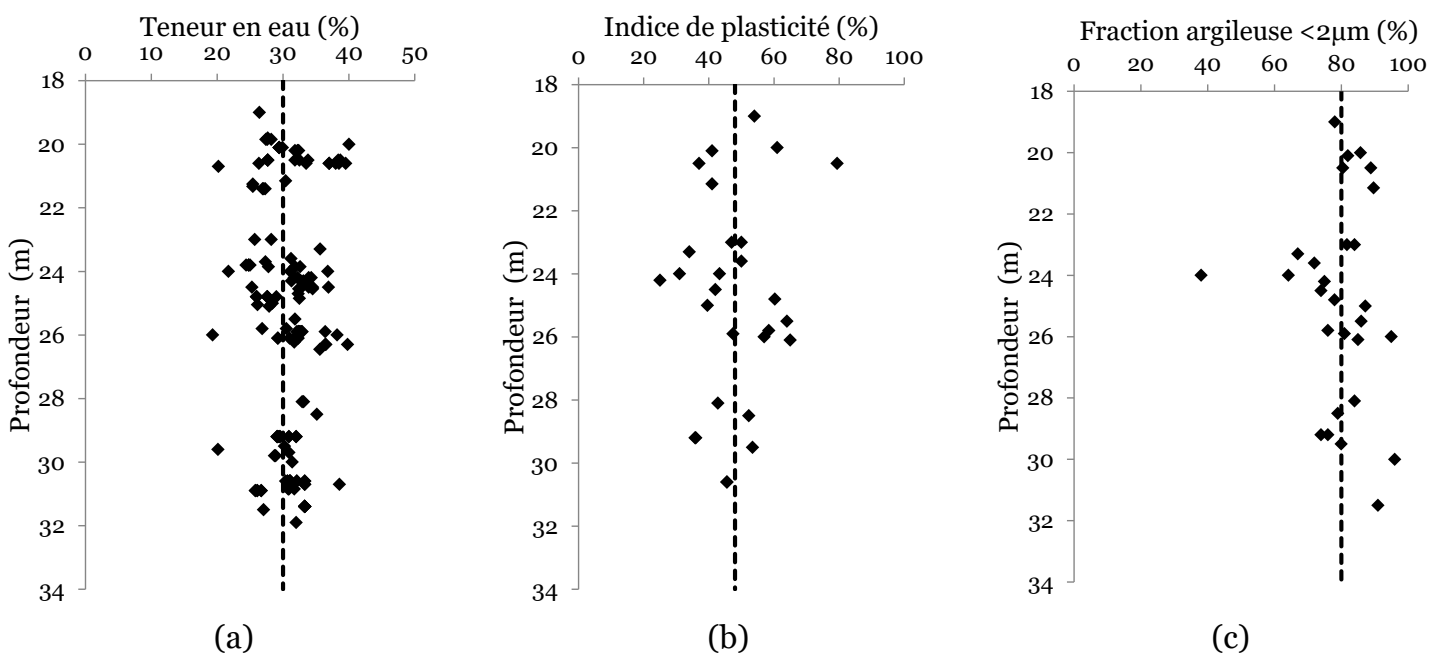 Teneur en eau (%)
0 10 20 30 40 50
18
20
22
24
26
28
30
32
34
Profondeur (m)
(a)
Indice de plasticité (%)
0 20 40 60 80 100
18
20
22
24
26
28
30
32
34
Profondeur (m)
(b)
Fraction argileuse <2µm (%)
0 20 40 60 80 100
18
20
22
24
26
28
30
32
34
Profondeur (m)
(c)